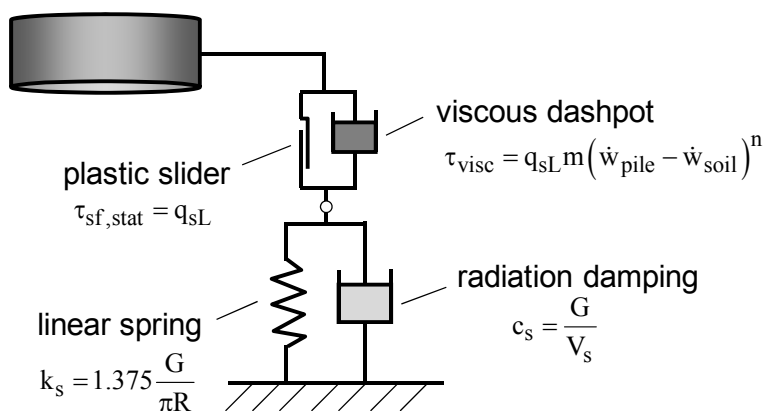 viscous dashpot
τ_visc = q_sL m(ẇ_pile − ẇ_soil)^n
plastic slider
τ_sf,stat = q_sL
radiation damping
c_s = G/V_s
linear spring
k_s = 1.375 G/πR